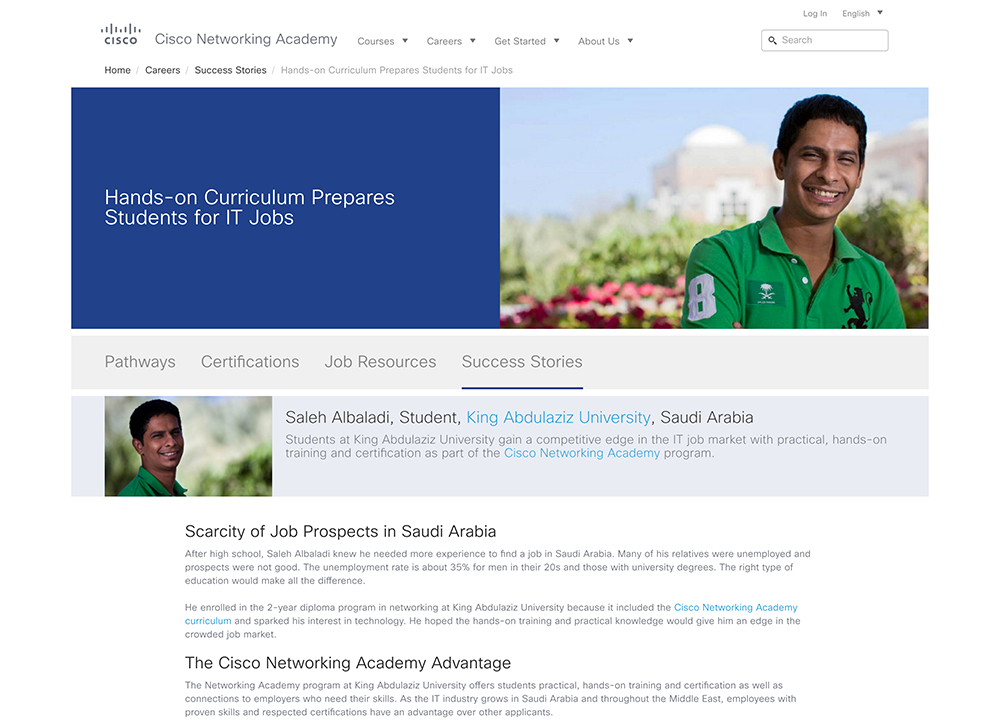 Log In English
CISCO
Cisco Networking Academy Courses Careers Get Started About Us Search
Home / Careers / Success Stories / Hands-on Curriculum Prepares Students for IT Jobs
Hands-on Curriculum Prepares
Students for IT Jobs
8
Pathways Certifications Job Resources Success Stories
Saleh Albaladi, Student, King Abdulaziz University, Saudi Arabia
Students at King Abdulaziz University gain a competitive edge in the IT job market with practical, hands-on
training and certification as part of the Cisco Networking Academy program.
Scarcity of Job Prospects in Saudi Arabia
After high school, Saleh Albaladi knew he needed more experience to find a job in Saudi Arabia. Many of his relatives were unemployed and
prospects were not good. The unemployment rate is about 35% for men in their 20s and those with university degrees. The right type of
education would make all the difference.
He enrolled in the 2-year diploma program in networking at King Abdulaziz University because it included the Cisco Networking Academy
curriculum and sparked his interest in technology. He hoped the hands-on training and practical knowledge would give him an edge in the
crowded job market.
The Cisco Networking Academy Advantage
The Networking Academy program at King Abdulaziz University offers students practical, hands-on training and certification as well as
connections to employers who need their skills. As the IT industry grows in Saudi Arabia and throughout the Middle East, employees with
proven skills and respected certifications have an advantage over other applicants.